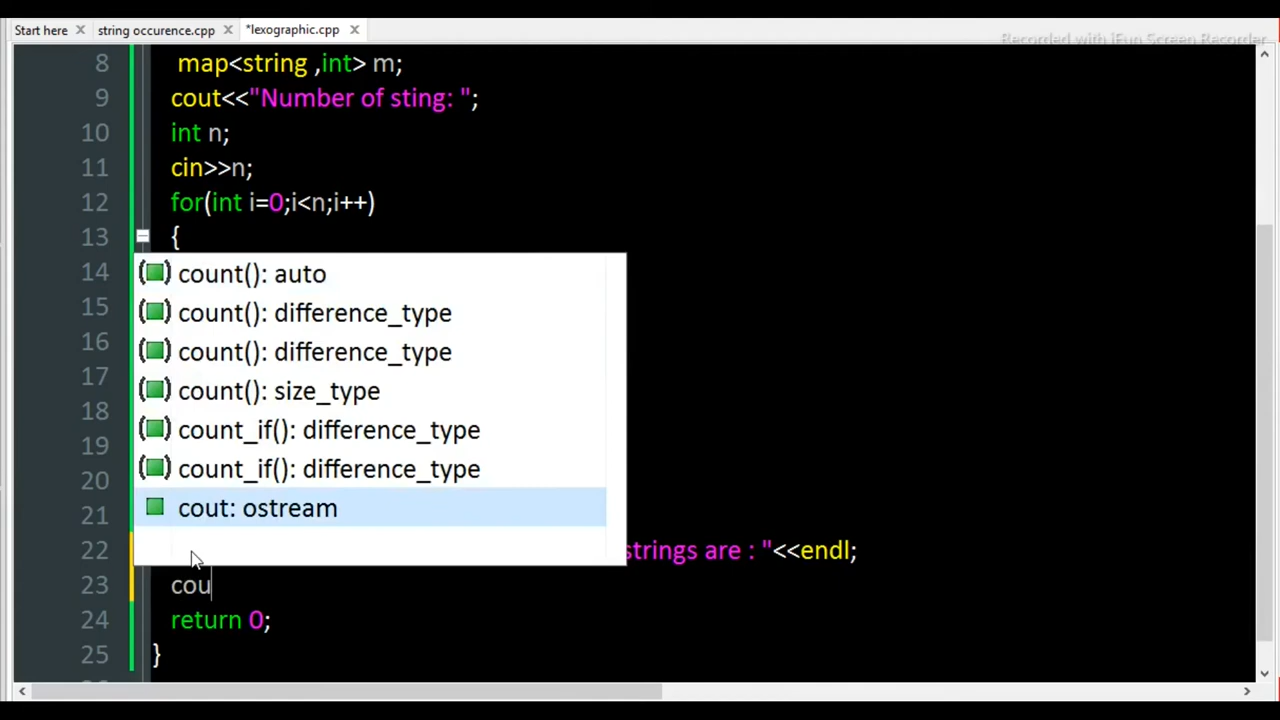 Start here string occurence.cpp *lexographic.cpp
Recorded with iFun Screen Recorder
8 map<string ,int> m;
9 cout<<"Number of sting: ";
10 int n;
11 cin>>n;
12 for(int i=0;i<n;i++)
13 {
14 count(): auto
15 count(): difference_type
16 count(): difference_type
17 count(): size_type
18 count_if(): difference_type
19 count_if(): difference_type
20 cout: ostream
21
22 strings are : "<<endl;
23 cou
24 return 0;
25 }